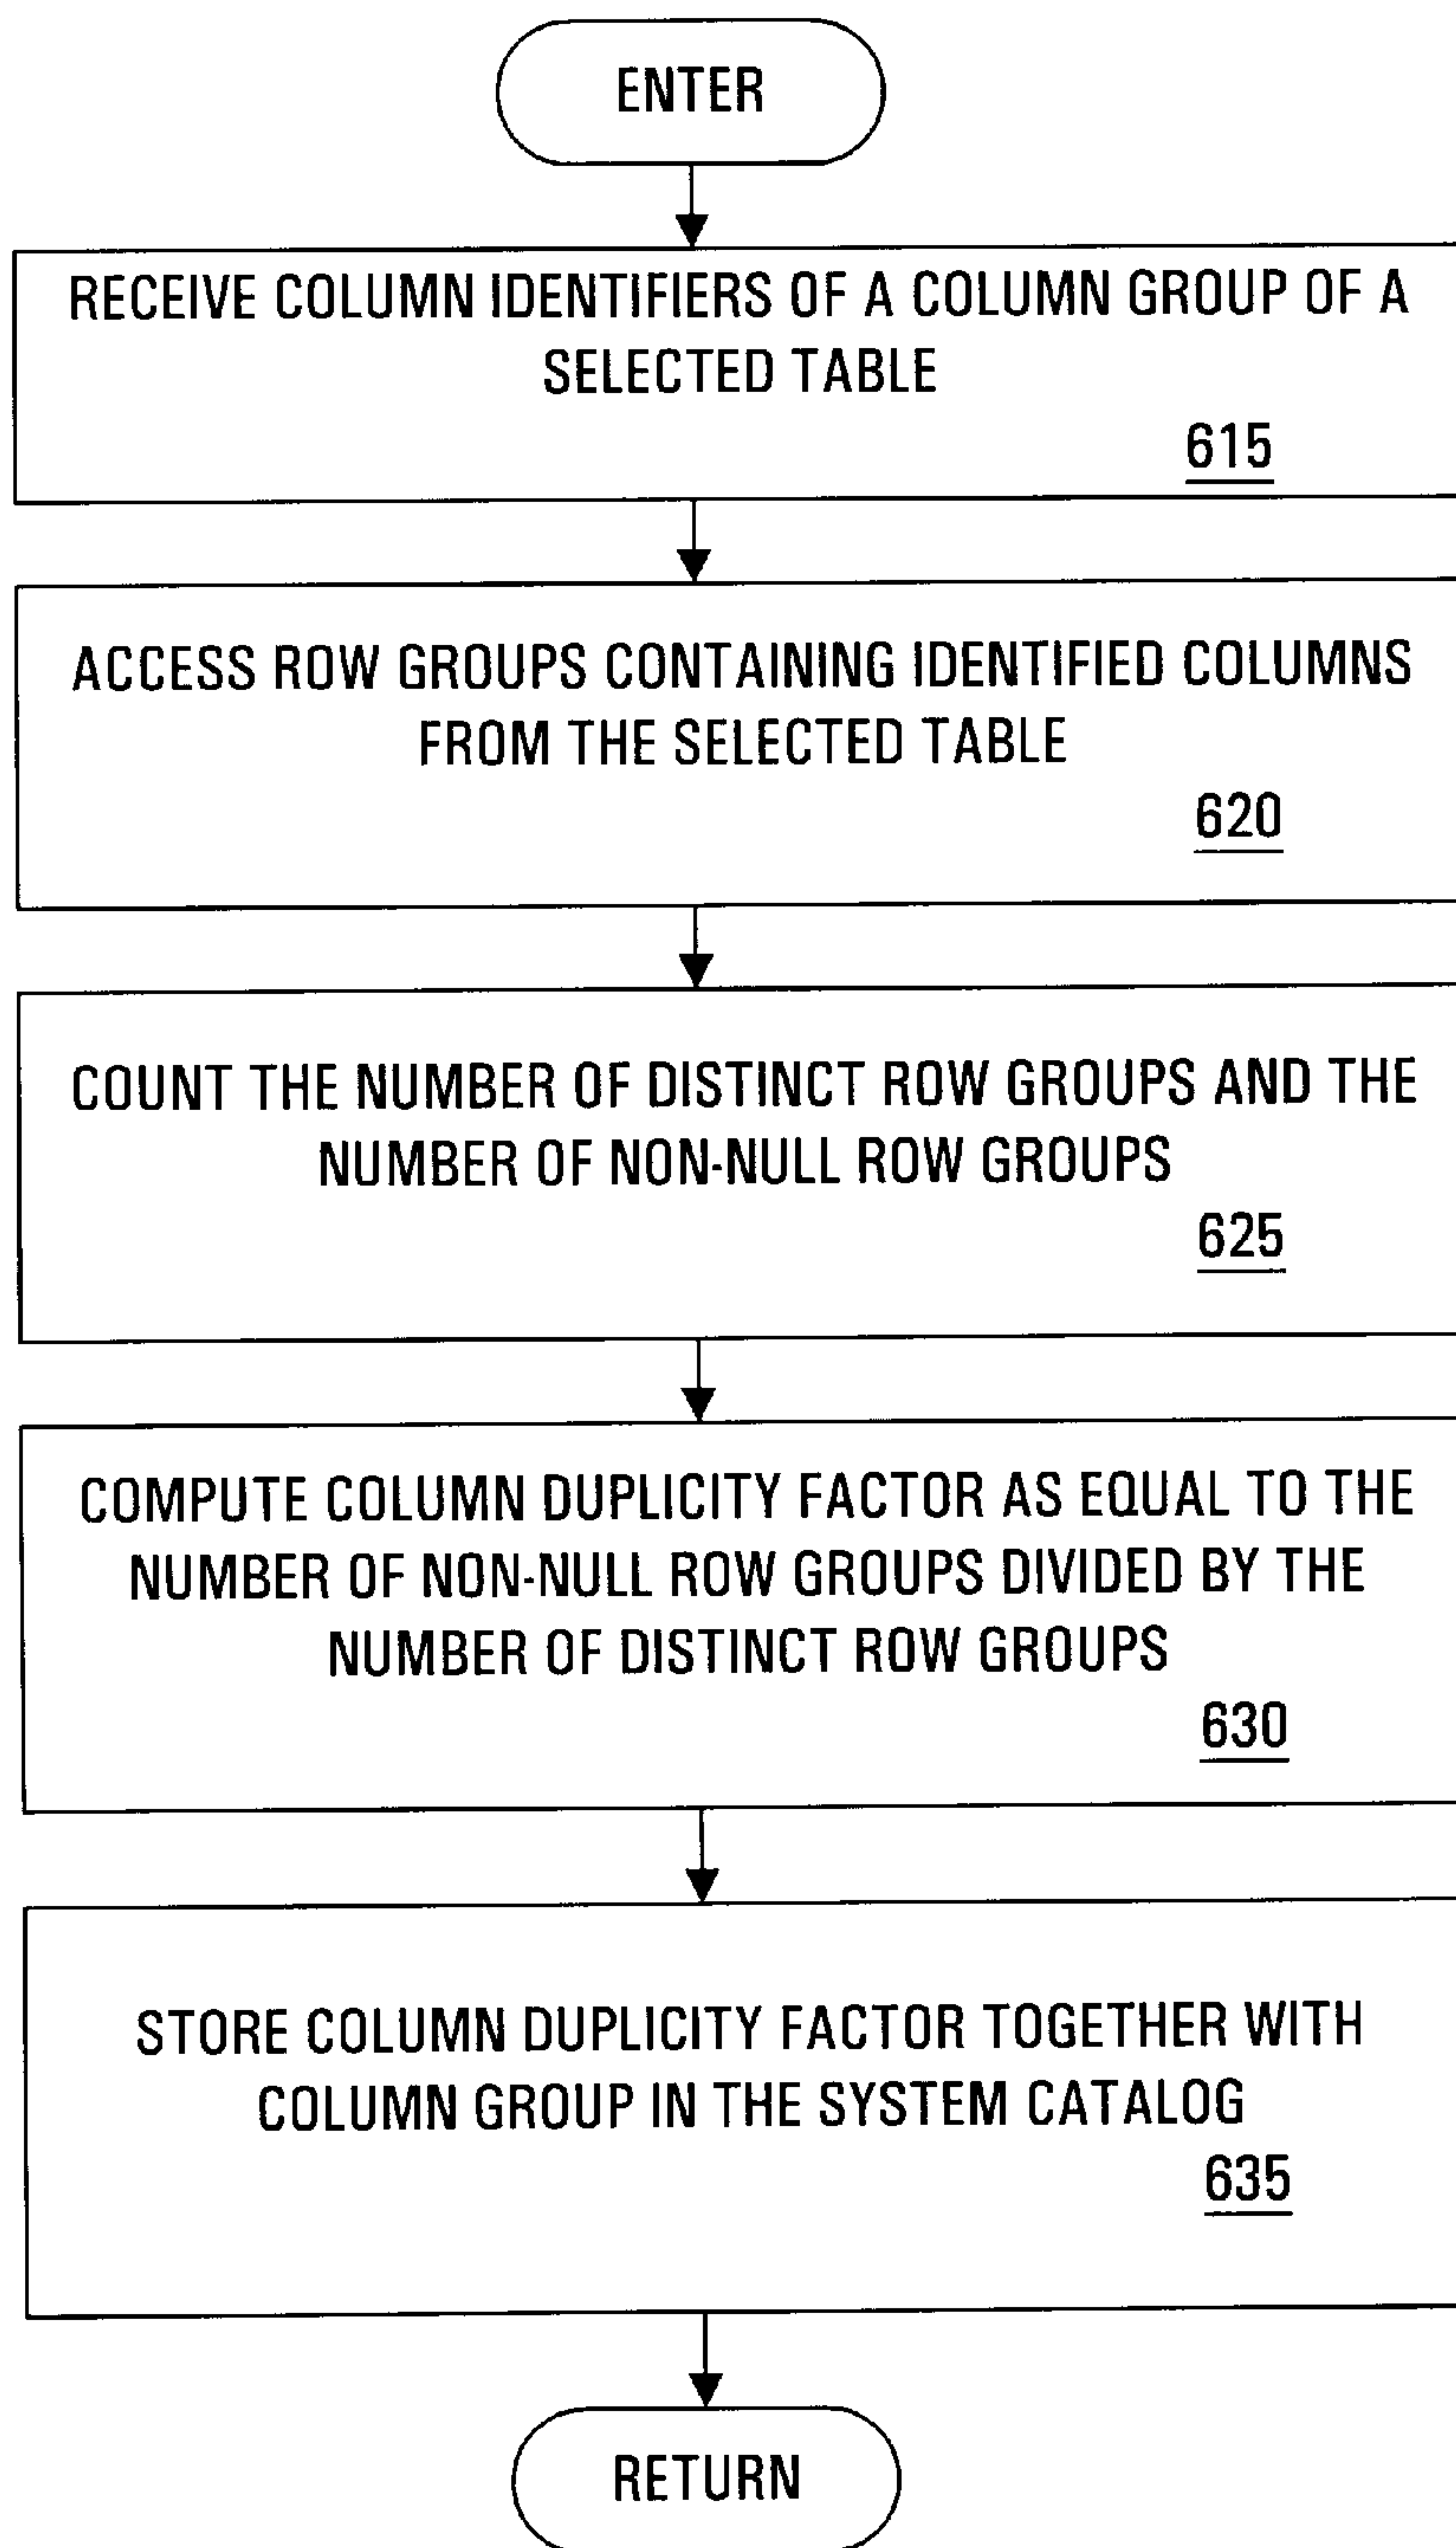 ENTER
RECEIVE COLUMN IDENTIFIERS OF A COLUMN GROUP OF A
SELECTED TABLE
615
ACCESS ROW GROUPS CONTAINING IDENTIFIED COLUMNS
FROM THE SELECTED TABLE
620
COUNT THE NUMBER OF DISTINCT ROW GROUPS AND THE
NUMBER OF NON-NULL ROW GROUPS
625
COMPUTE COLUMN DUPLICITY FACTOR AS EQUAL TO THE
NUMBER OF NON-NULL ROW GROUPS DIVIDED BY THE
NUMBER OF DISTINCT ROW GROUPS
630
STORE COLUMN DUPLICITY FACTOR TOGETHER WITH
COLUMN GROUP IN THE SYSTEM CATALOG
635
RETURN